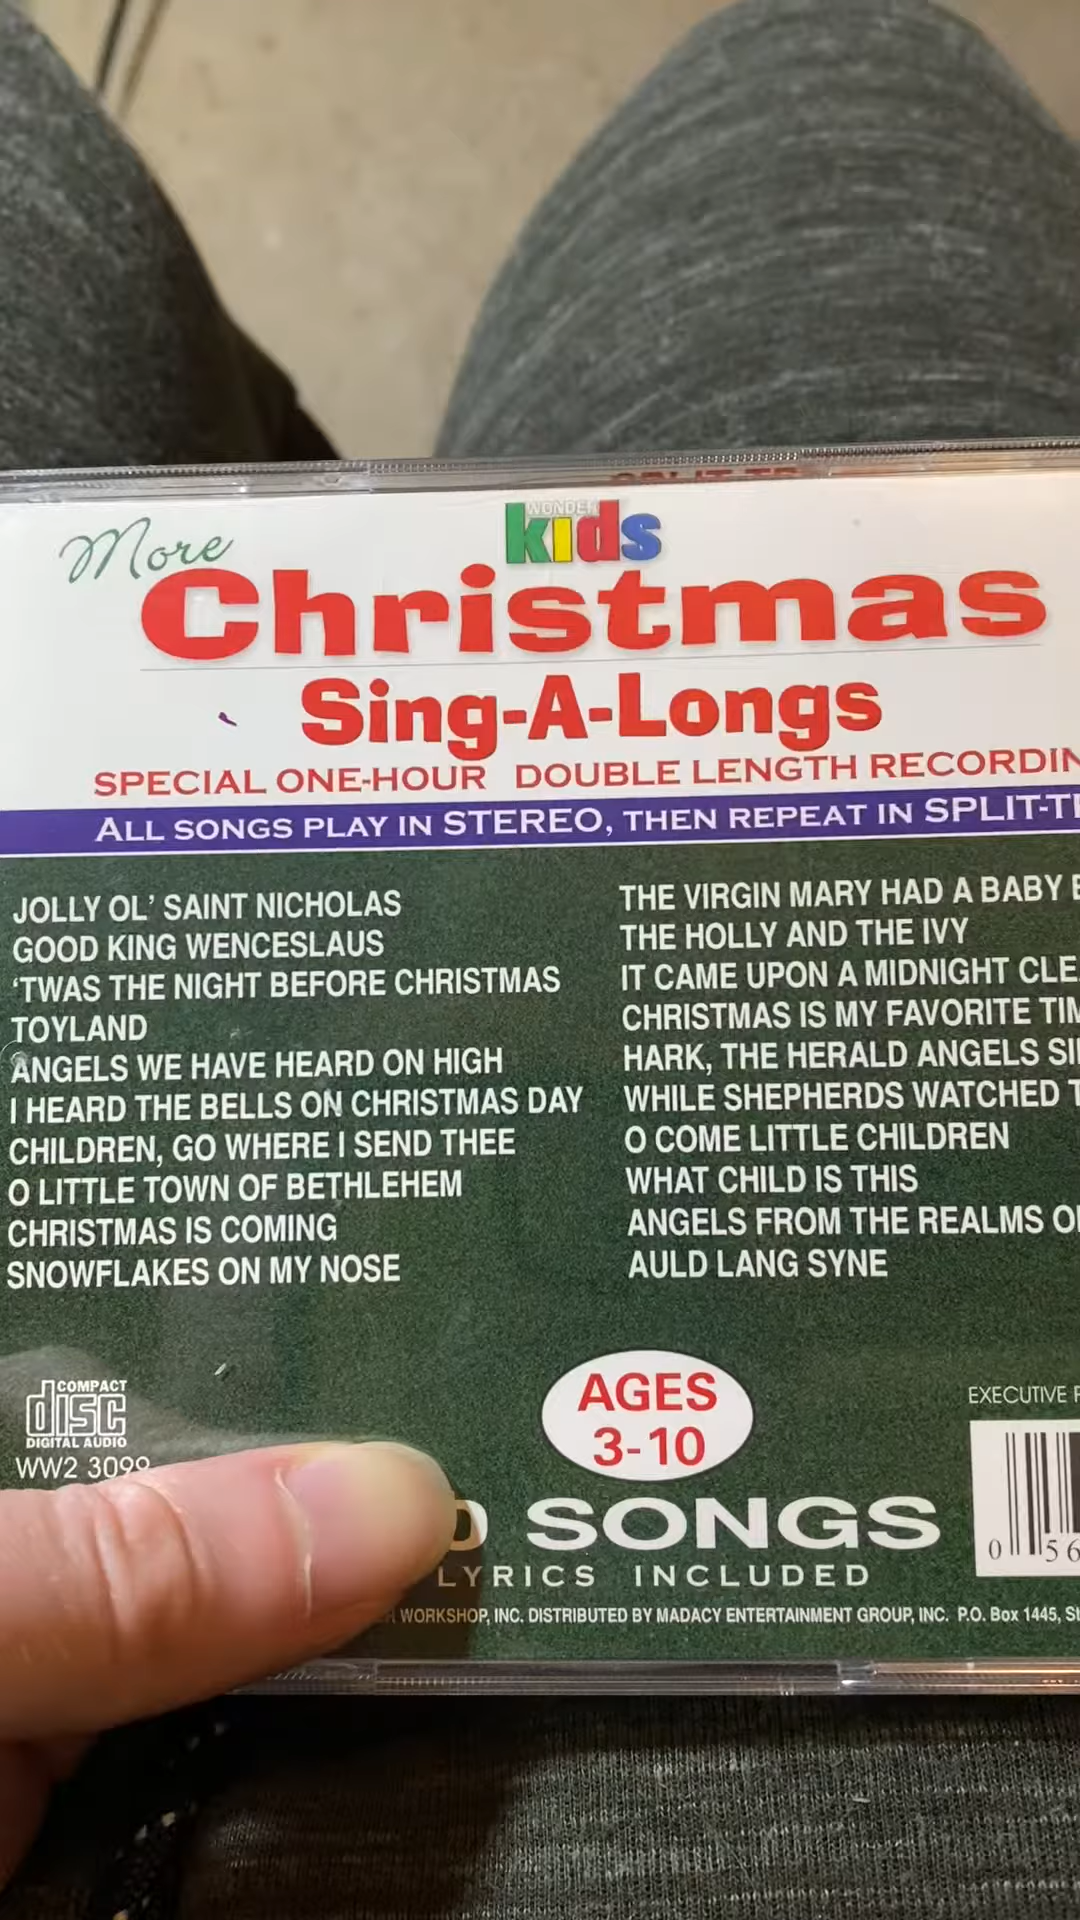 WONDER
kids
More
Christmas
Sing-A-Longs
SPECIAL ONE-HOUR DOUBLE LENGTH
ALL SONGS PLAY IN STEREO, THEN REPEAT IN
JOLLY OL' SAINT NICHOLAS
GOOD KING WENCESLAUS
'TWAS THE NIGHT BEFORE CHRISTMAS
TOYLAND
ANGELS WE HAVE HEARD ON HIGH
I HEARD THE BELLS ON CHRISTMAS DAY
CHILDREN, GO WHERE I SEND THEE
O LITTLE TOWN OF BETHLEHEM
CHRISTMAS IS COMING
SNOWFLAKES ON MY NOSE
THE VIRGIN MARY HAD A BABY
THE HOLLY AND THE IVY
IT CAME UPON A MIDNIGHT
CHRISTMAS IS MY FAVORITE
HARK, THE HERALD ANGELS
WHILE SHEPHERDS WATCHED
O COME LITTLE CHILDREN
WHAT CHILD IS THIS
ANGELS FROM THE REALMS
AULD LANG SYNE
COMPACT
disc
DIGITAL AUDIO
WW2 3099
AGES
3-10
EXECUTIVE
SONGS
LYRICS INCLUDED
WORKSHOP, INC. DISTRIBUTED BY MADACY ENTERTAINMENT GROUP, INC. P.O. Box 1445,
0 56